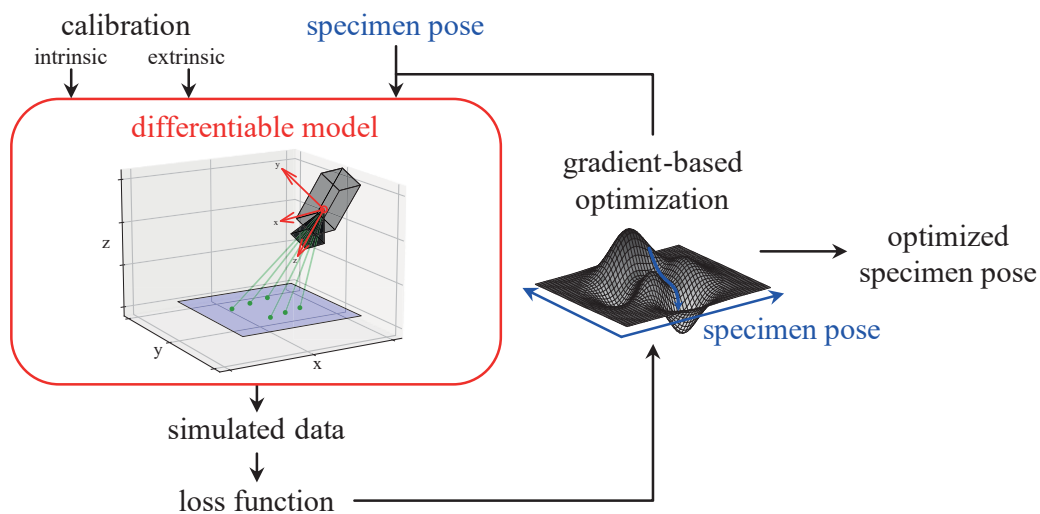 calibration
intrinsic
extrinsic
specimen pose
differentiable model
y
x
z
z
y
x
simulated data
loss function
gradient-based
optimization
specimen pose
optimized
specimen pose